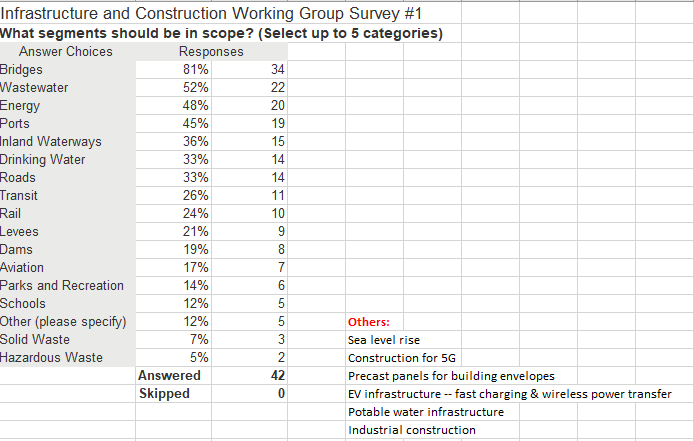 Infrastructure and Construction Working Group Survey #1
What segments should be in scope? (Select up to 5 categories)
Answer Choices Responses
Bridges 81% 34
Wastewater 52% 22
Energy 48% 20
Ports 45% 19
Inland Waterways 36% 15
Drinking Water 33% 14
Roads 33% 14
Transit 26% 11
Rail 24% 10
Levees 21% 9
Dams 19% 8
Aviation 17% 7
Parks and Recreation 14% 6
Schools 12% 5
Other (please specify) 12% 5 Others:
Solid Waste 7% 3 Sea level rise
Hazardous Waste 5% 2 Construction for 5G
Answered 42 Precast panels for building envelopes
Skipped 0 EV infrastructure -- fast charging & wireless power transfer
Potable water infrastructure
Industrial construction